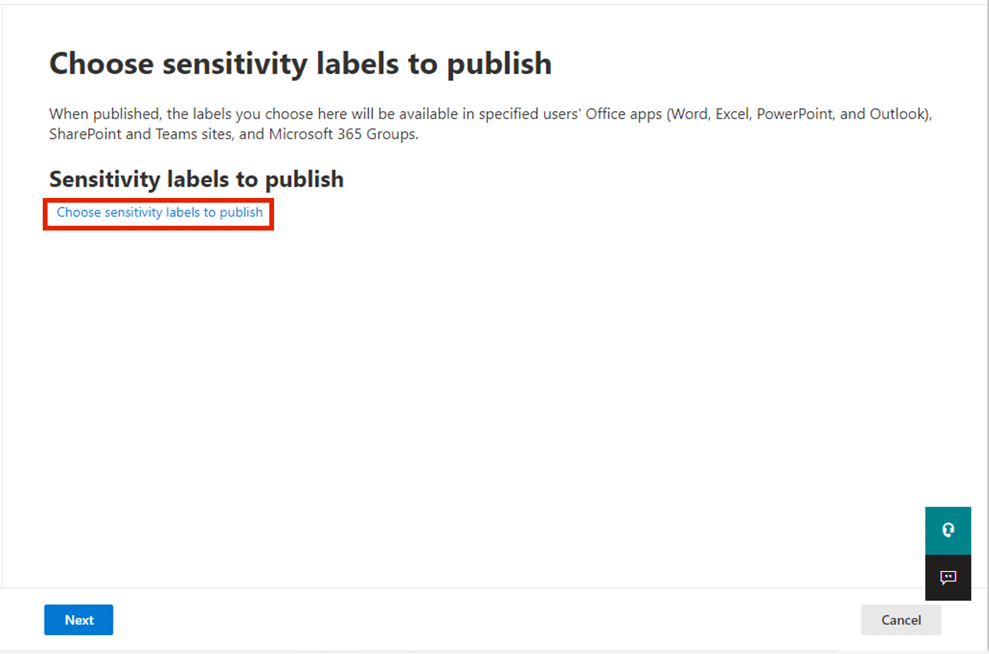 Choose sensitivity labels to publish
When published, the labels you choose here will be available in specified users' Office apps (Word, Excel, PowerPoint, and Outlook),
SharePoint and Teams sites, and Microsoft 365 Groups.
Sensitivity labels to publish
Choose sensitivity labels to publish
Next
Cancel